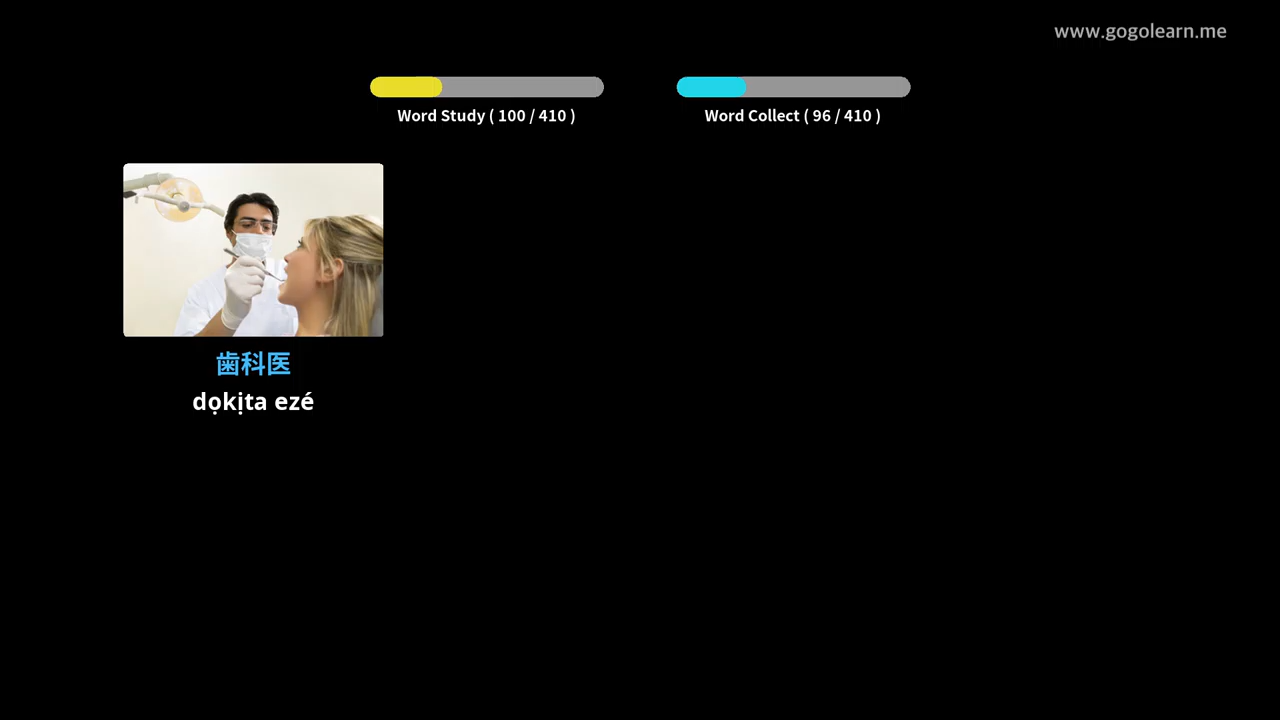 www.gogolearn.me
Word Study ( 100 / 410 )
Word Collect ( 96 / 410 )
歯科医
dọkịta ezé